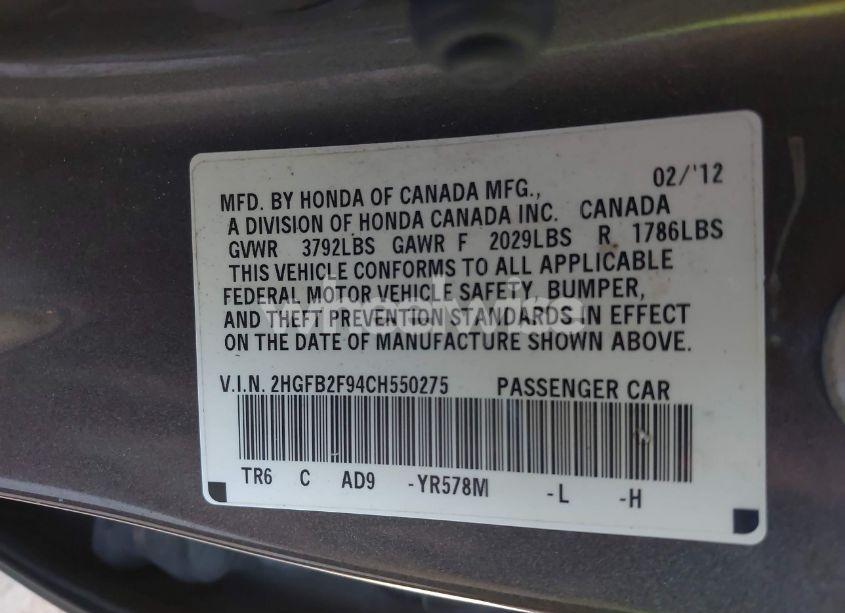 02/'12
MFD. BY HONDA OF CANADA MFG.,
A DIVISION OF HONDA CANADA INC. CANADA
GVWR 3792LBS GAWR F 2029LBS R 1786LBS
THIS VEHICLE CONFORMS TO ALL APPLICABLE
FEDERAL MOTOR VEHICLE SAFETY, BUMPER,
AND THEFT PREVENTION STANDARDS IN EFFECT
ON THE DATE OF MANUFACTURE SHOWN ABOVE.
V.I.N. 2HGFB2F94CH550275 PASSENGER CAR
TR6 C AD9 -YR578M -L -H
wheelwise